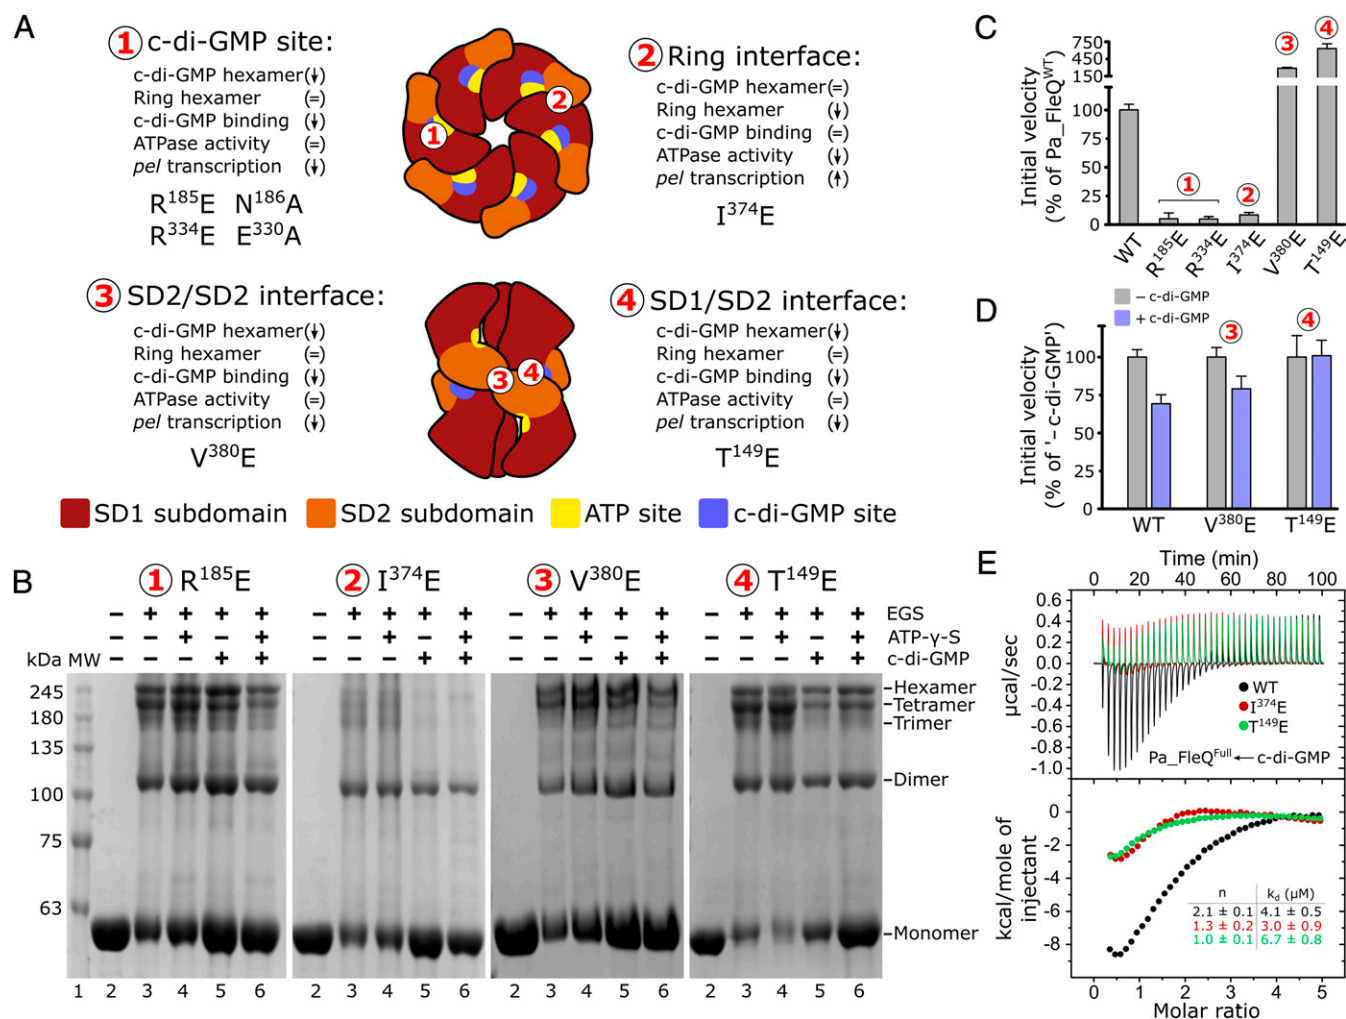 A
1 c-di-GMP site:
c-di-GMP hexamer(↓)
Ring hexamer (=)
c-di-GMP binding (↓)
ATPase activity (=)
pel transcription (↓)
R185E N186A
R334E E330A
1
2
2 Ring interface:
c-di-GMP hexamer(=)
Ring hexamer (↓)
c-di-GMP binding (=)
ATPase activity (↓)
pel transcription (↑)
I374E
3 SD2/SD2 interface:
c-di-GMP hexamer(↓)
Ring hexamer (=)
c-di-GMP binding (↓)
ATPase activity (=)
pel transcription (↓)
V380E
3 4
4 SD1/SD2 interface:
c-di-GMP hexamer(↓)
Ring hexamer (=)
c-di-GMP binding (↓)
ATPase activity (=)
pel transcription (↓)
T149E
SD1 subdomain SD2 subdomain ATP site c-di-GMP site
B
1 R185E 2 I374E 3 V380E 4 T149E
− + + + + − + + + + − + + + + − + + + + EGS
− − + − + − − + − + − − + − + − − + − + ATP-γ-S
− − − + + − − − + + − − − + + − − − + + c-di-GMP
kDa MW
245
180
135
100
75
63
Hexamer
Tetramer
Trimer
Dimer
Monomer
1 2 3 4 5 6 2 3 4 5 6 2 3 4 5 6 2 3 4 5 6
C
Initial velocity
(% of Pa_FleQWT)
750
150
100
75
50
25
0
1
2
3
4
WT R185E R334E I374E V380E T149E
D
− c-di-GMP
+ c-di-GMP
3
4
Initial velocity
(% of '-c-di-GMP')
100
75
50
25
0
WT V380E T149E
E
Time (min)
0 20 40 60 80 100
µcal/sec
0.6
0.4
0.2
0.0
-0.2
-0.4
-0.6
-0.8
-1.0
WT
I374E
T149E
Pa_FleQFull ← c-di-GMP
kcal/mole of
injectant
0
-2
-4
-6
-8
n kd (µM)
2.1 ± 0.1 4.1 ± 0.5
1.3 ± 0.2 3.0 ± 0.9
1.0 ± 0.1 6.7 ± 0.8
0 1 2 3 4 5
Molar ratio